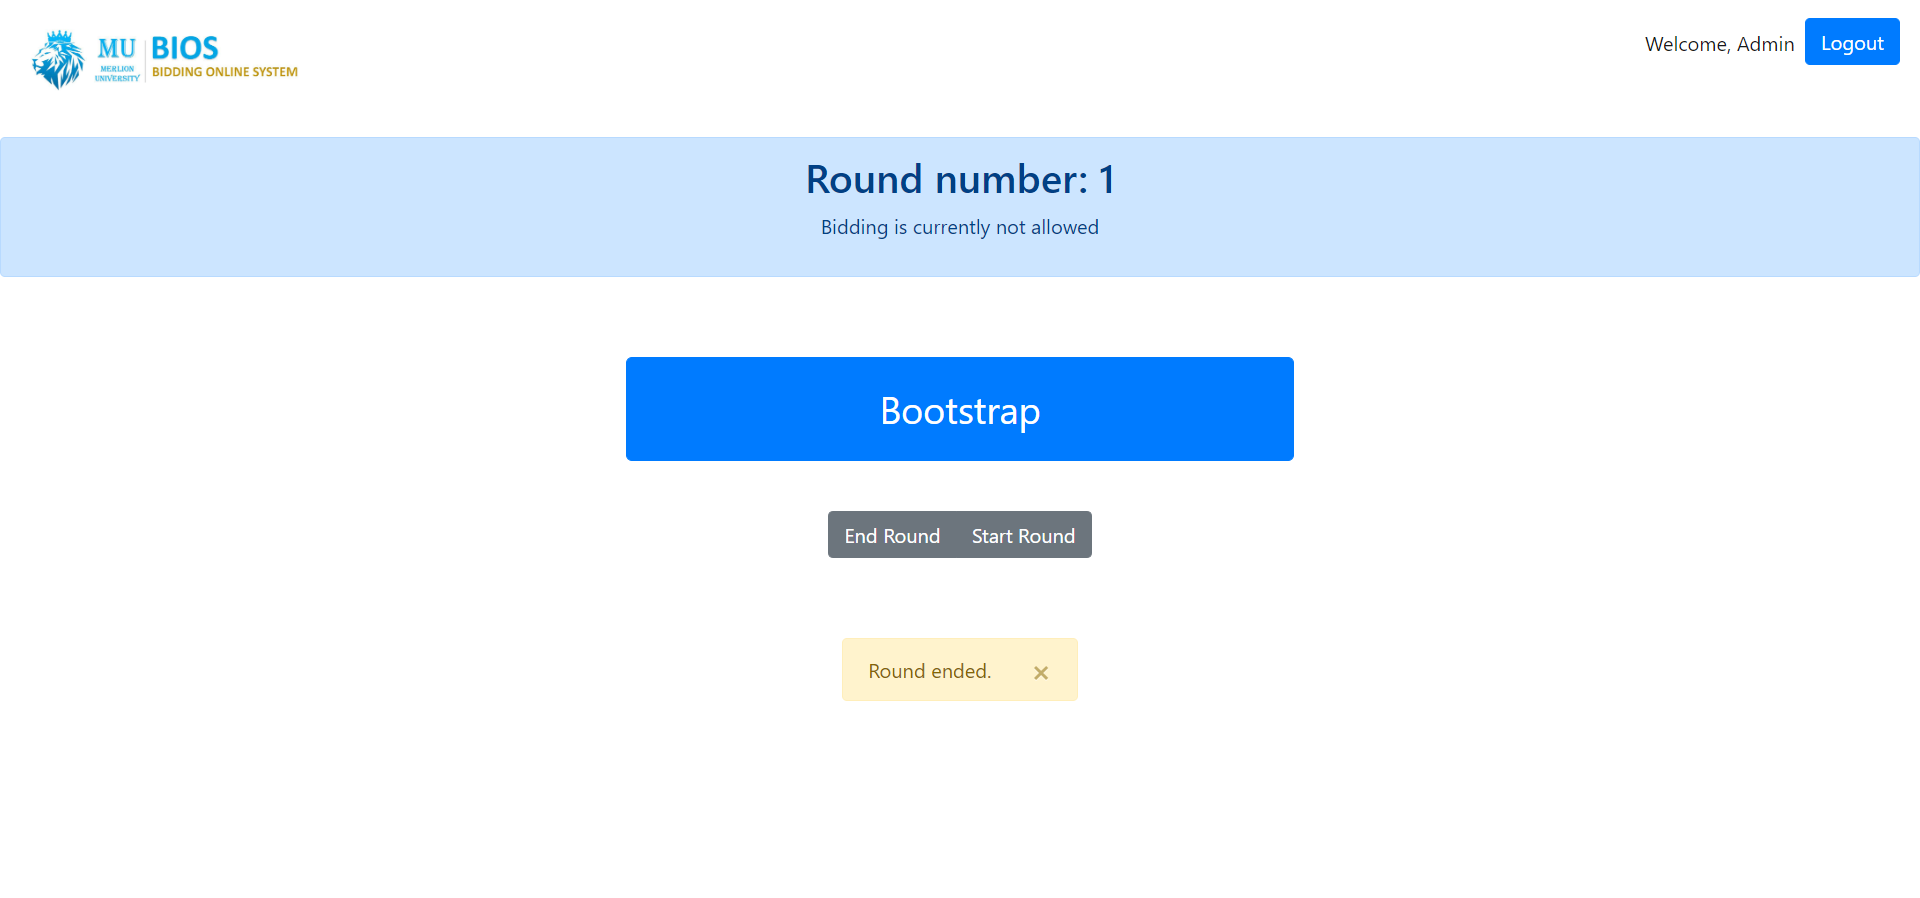 MU
MERLION
UNIVERSITY
BIOS
BIDDING ONLINE SYSTEM
Welcome, Admin
Logout
Round number: 1
Bidding is currently not allowed
Bootstrap
End Round
Start Round
Round ended. ×